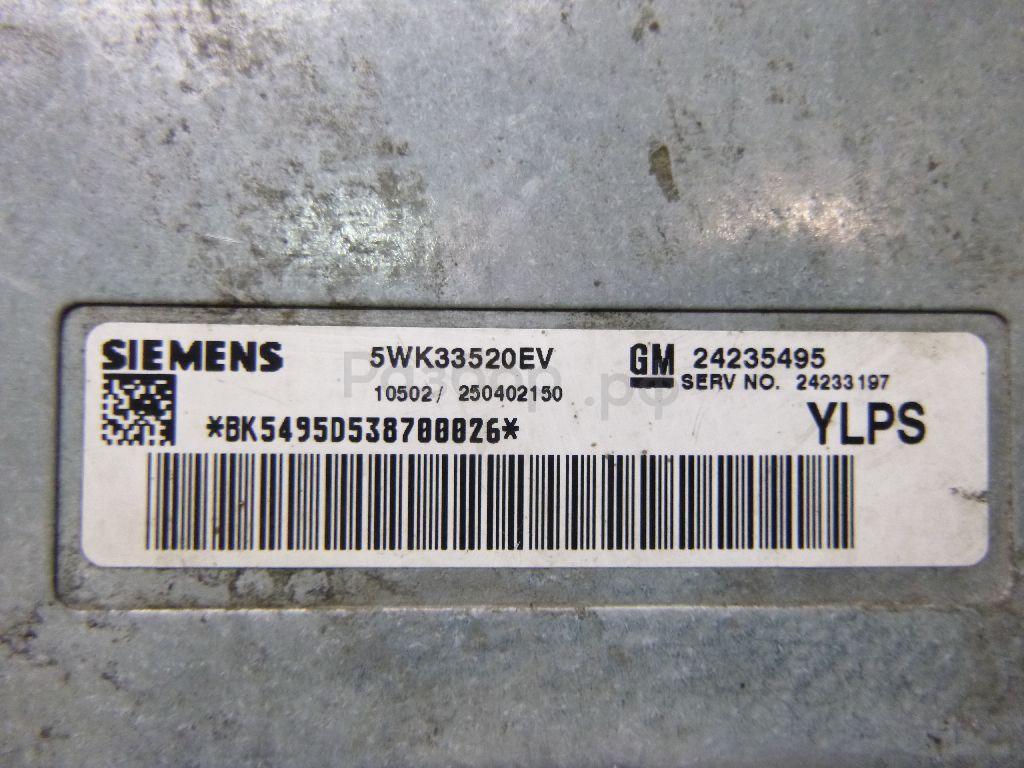 SIEMENS 5WK33520EV GM 24235495
10502/ 250402150 SERV NO. 24233197
*BK5495D538700026* YLPS